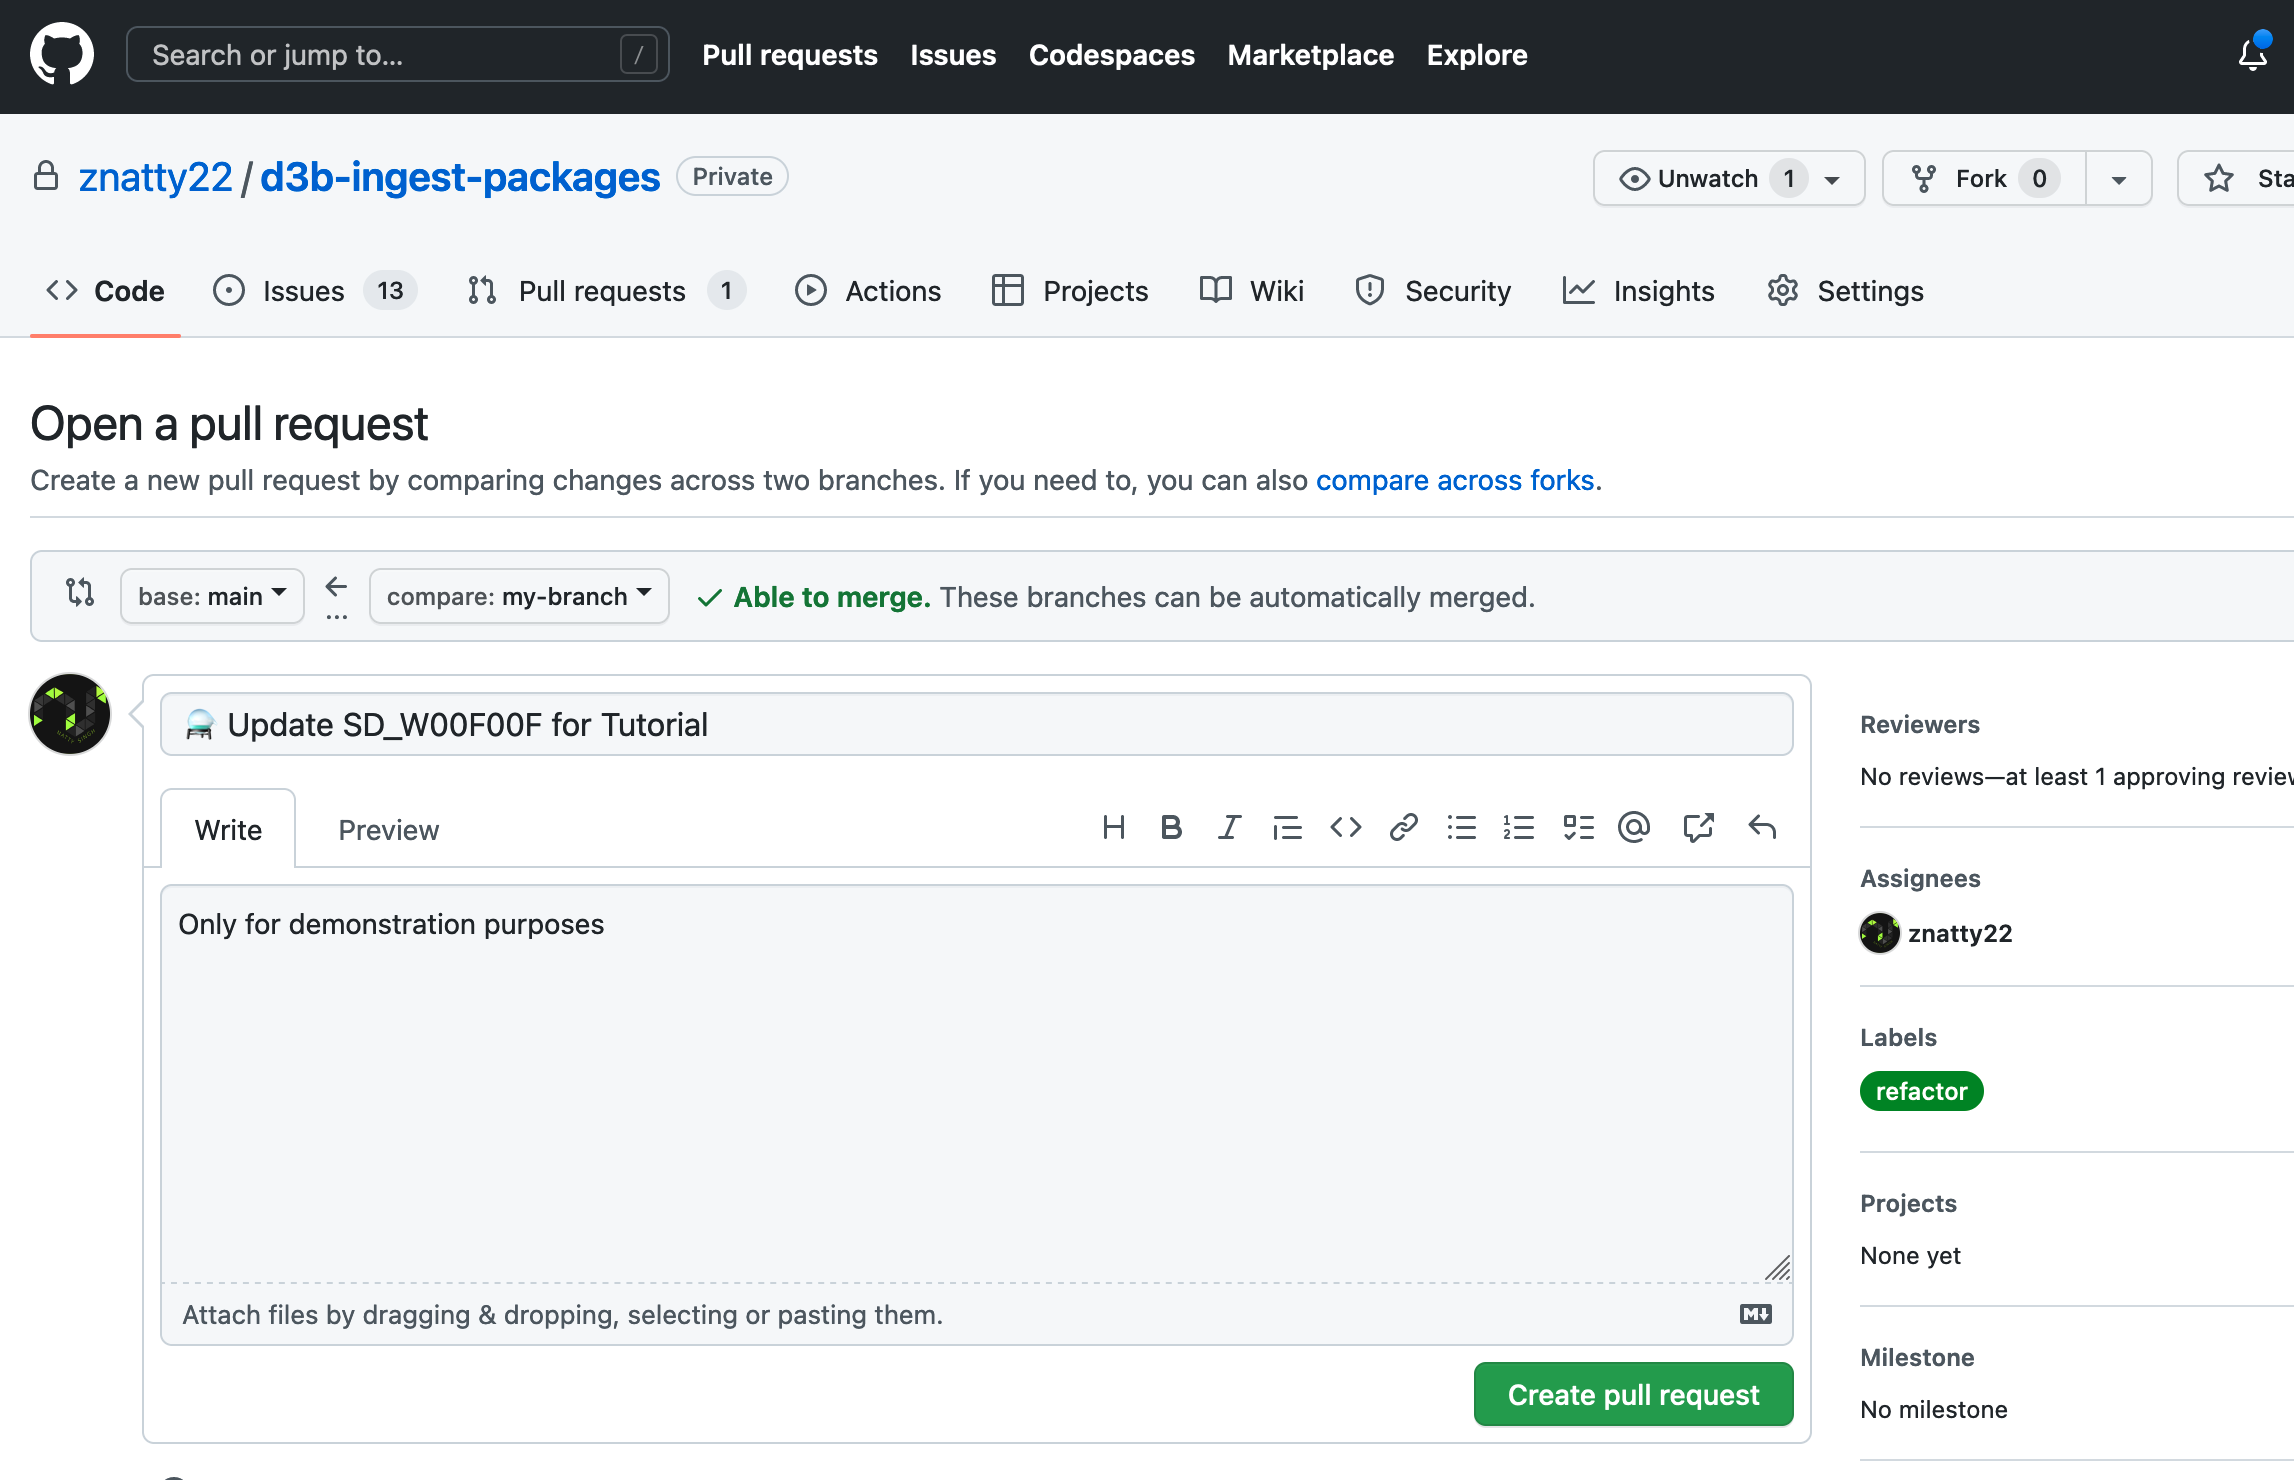 Search or jump to... / Pull requests Issues Codespaces Marketplace Explore
znatty22 / d3b-ingest-packages Private Unwatch 1 Fork 0
Code Issues 13 Pull requests 1 Actions Projects Wiki Security Insights Settings
Open a pull request
Create a new pull request by comparing changes across two branches. If you need to, you can also compare across forks.
base: main ... compare: my-branch Able to merge. These branches can be automatically merged.
Update SD_W00F00F for Tutorial
Write Preview
Only for demonstration purposes
Attach files by dragging & dropping, selecting or pasting them.
Create pull request
Reviewers
No reviews—at least 1 approving
Assignees
znatty22
Labels
refactor
Projects
None yet
Milestone
No milestone